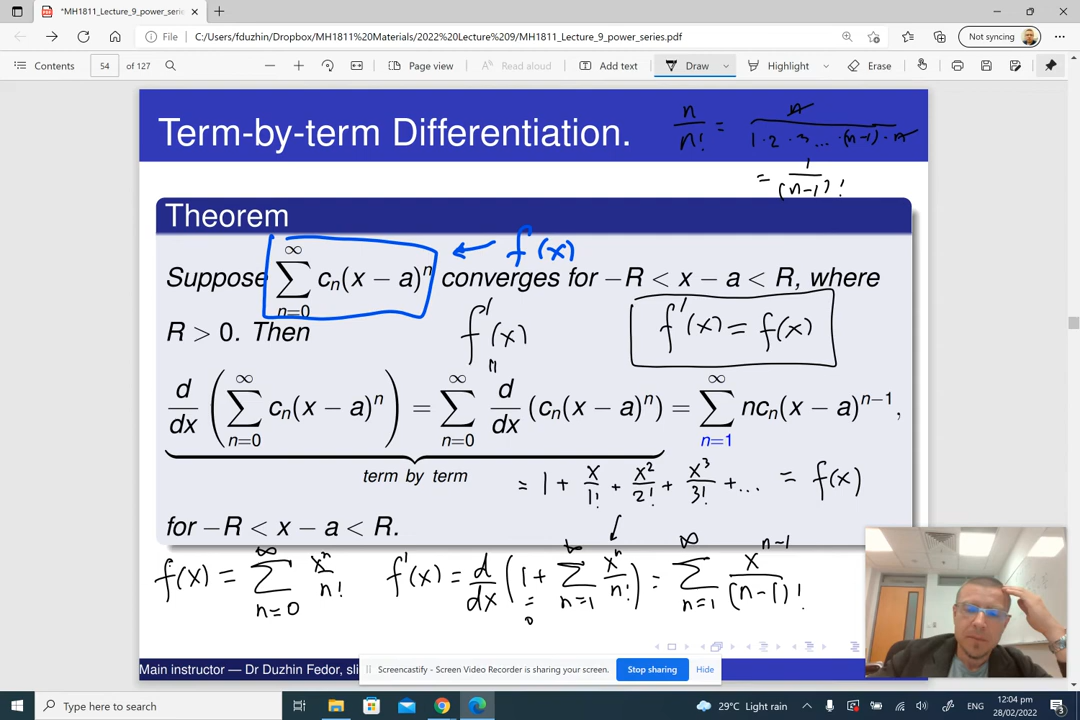 *MH1811_Lecture_9_power_serie
File
C:/Users/fduzhin/Dropbox/MH1811%20Materials/2022%20Lecture%209/MH1811_Lecture_9_power_series.pdf
Not syncing
Contents
54 of 127
Page view
Read aloud
Add text
Draw
Highlight
Erase
Term-by-term Differentiation.
n/n! = n/(1·2·3...·(n-1)·n)
= 1/(n-1)!
Theorem
← f(x)
Suppose ∑_{n=0}^{∞} c_n(x − a)^n converges for −R < x − a < R, where
R > 0. Then
f'(x)
f'(x) = f(x)
d/dx (∑_{n=0}^{∞} c_n(x − a)^n) = ∑_{n=0}^{∞} d/dx (c_n(x − a)^n) = ∑_{n=1}^{∞} nc_n(x − a)^{n−1},
term by term
= 1 + x/1! + x²/2! + x³/3! + ... = f(x)
for −R < x − a < R.
f(x) = ∑_{n=0}^{∞} x^n/n!
f'(x) = d/dx (1 + ∑_{n=1}^{∞} x^n/n!) = ∑_{n=1}^{∞} x^{n-1}/(n-1)!
= 0
Main instructor — Dr Duzhin Fedor, sli
Screencastify - Screen Video Recorder is sharing your screen.
Stop sharing
Hide
Type here to search
29°C Light rain
ENG
12:04 pm
28/02/2022
3